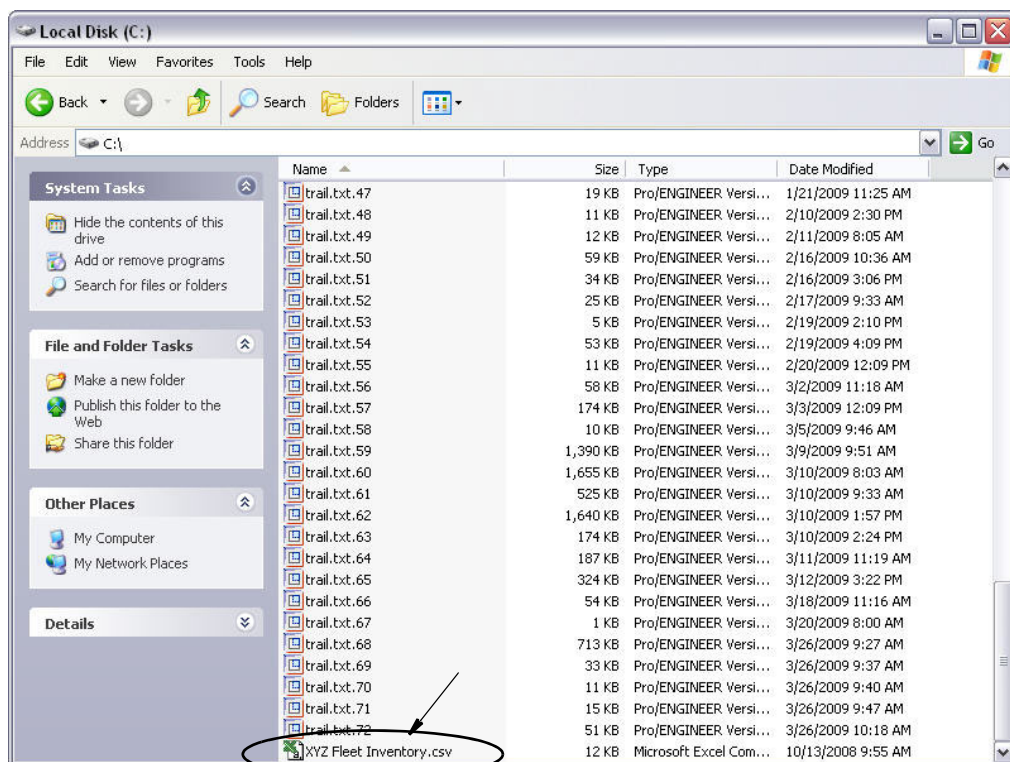 Local Disk (C:)
File Edit View Favorites Tools Help
Back Search Folders
Address C:\ Go
Name Size Type Date Modified
System Tasks
Hide the contents of this
drive
Add or remove programs
Search for files or folders
File and Folder Tasks
Make a new folder
Publish this folder to the
Web
Share this folder
Other Places
My Computer
My Network Places
Details
trail.txt.47 19 KB Pro/ENGINEER Versi... 1/21/2009 11:25 AM
trail.txt.48 11 KB Pro/ENGINEER Versi... 2/10/2009 2:30 PM
trail.txt.49 12 KB Pro/ENGINEER Versi... 2/11/2009 8:05 AM
trail.txt.50 59 KB Pro/ENGINEER Versi... 2/16/2009 10:36 AM
trail.txt.51 34 KB Pro/ENGINEER Versi... 2/16/2009 3:06 PM
trail.txt.52 25 KB Pro/ENGINEER Versi... 2/17/2009 9:33 AM
trail.txt.53 5 KB Pro/ENGINEER Versi... 2/19/2009 2:10 PM
trail.txt.54 53 KB Pro/ENGINEER Versi... 2/19/2009 4:09 PM
trail.txt.55 11 KB Pro/ENGINEER Versi... 2/20/2009 12:09 PM
trail.txt.56 58 KB Pro/ENGINEER Versi... 3/2/2009 11:18 AM
trail.txt.57 174 KB Pro/ENGINEER Versi... 3/3/2009 12:09 PM
trail.txt.58 10 KB Pro/ENGINEER Versi... 3/5/2009 9:46 AM
trail.txt.59 1,390 KB Pro/ENGINEER Versi... 3/9/2009 9:51 AM
trail.txt.60 1,655 KB Pro/ENGINEER Versi... 3/10/2009 8:03 AM
trail.txt.61 525 KB Pro/ENGINEER Versi... 3/10/2009 9:33 AM
trail.txt.62 1,640 KB Pro/ENGINEER Versi... 3/10/2009 1:57 PM
trail.txt.63 174 KB Pro/ENGINEER Versi... 3/10/2009 2:24 PM
trail.txt.64 187 KB Pro/ENGINEER Versi... 3/11/2009 11:19 AM
trail.txt.65 324 KB Pro/ENGINEER Versi... 3/12/2009 3:22 PM
trail.txt.66 54 KB Pro/ENGINEER Versi... 3/18/2009 11:16 AM
trail.txt.67 1 KB Pro/ENGINEER Versi... 3/20/2009 8:00 AM
trail.txt.68 713 KB Pro/ENGINEER Versi... 3/26/2009 9:27 AM
trail.txt.69 33 KB Pro/ENGINEER Versi... 3/26/2009 9:37 AM
trail.txt.70 11 KB Pro/ENGINEER Versi... 3/26/2009 9:40 AM
trail.txt.71 15 KB Pro/ENGINEER Versi... 3/26/2009 9:47 AM
trail.txt.72 51 KB Pro/ENGINEER Versi... 3/26/2009 10:18 AM
XYZ Fleet Inventory.csv 12 KB Microsoft Excel Com... 10/13/2008 9:55 AM